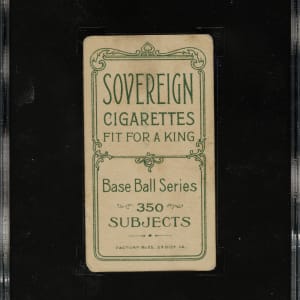 SOVEREIGN
CIGARETTES
FIT FOR A KING
Base Ball Series
350
SUBJECTS